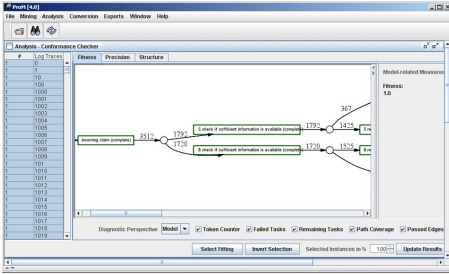 ProM [4.0]
File Mining Analysis Conversion Exports Window Help
Analysis - Conformance Checker
# Log Traces
1 0
1 1
1 10
1 100
1 1000
1 1001
1 1002
1 1003
1 1004
1 1005
1 1006
1 1007
1 1008
1 1009
1 101
1 1010
1 1011
1 1012
1 1013
1 1014
1 1015
1 1016
1 1017
1 1018
1 1019
Fitness Precision Structure
incoming claim (complete)
3512
1792
1720
S check if sufficient information is available (complete)
B check if sufficient information is available (complete)
1792
1720
367
1425
1525
S re
B re
Model-related Measures
Fitness:
1.0
Diagnostic Perspective Model Token Counter Failed Tasks Remaining Tasks Path Coverage Passed Edges
Select Fitting Invert Selection Selected Instances in % 100 Update Results